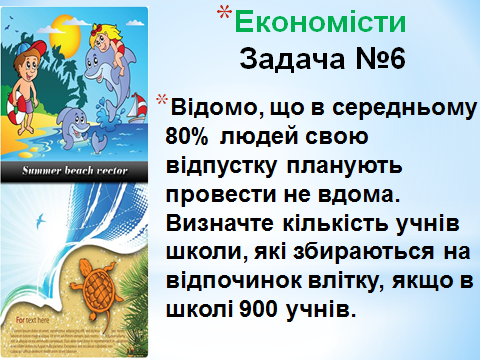 *Економісти
Задача №6
*Відомо, що в середньому
80% людей свою
відпустку планують
провести не вдома.
Визначте кількість учнів
школи, які збираються на
відпочинок влітку, якщо в
школі 900 учнів.
Summer beach vector
For text here